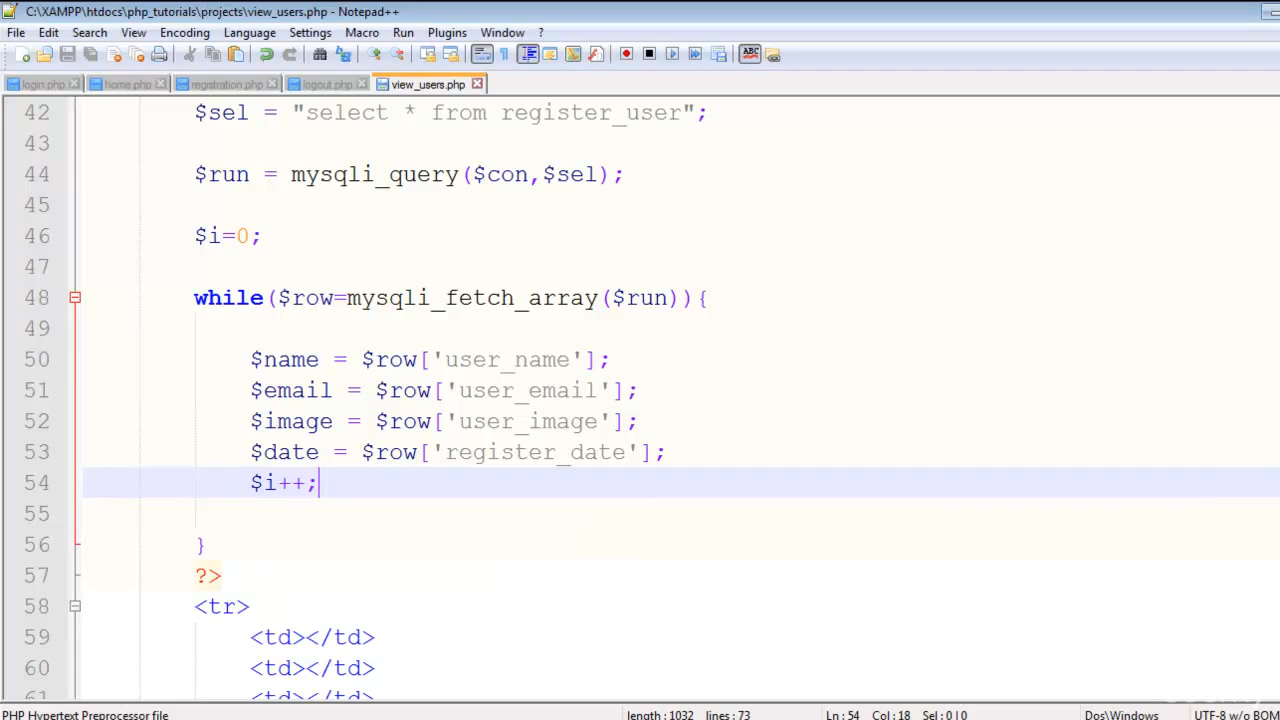 C:\XAMPP\htdocs\php_tutorials\projects\view_users.php - Notepad++
File Edit Search View Encoding Language Settings Macro Run Plugins Window ?
login.php home.php registration.php logout.php view_users.php
42 $sel = "select * from register_user";
43
44 $run = mysqli_query($con,$sel);
45
46 $i=0;
47
48 while($row=mysqli_fetch_array($run)){
49
50 $name = $row['user_name'];
51 $email = $row['user_email'];
52 $image = $row['user_image'];
53 $date = $row['register_date'];
54 $i++;
55
56 }
57 ?>
58 <tr>
59 <td></td>
60 <td></td>
61 <td></td>
PHP Hypertext Preprocessor file length : 1032 lines : 73 Ln : 54 Col : 18 Sel : 0 | 0 Dos\Windows UTF-8 w/o BOM